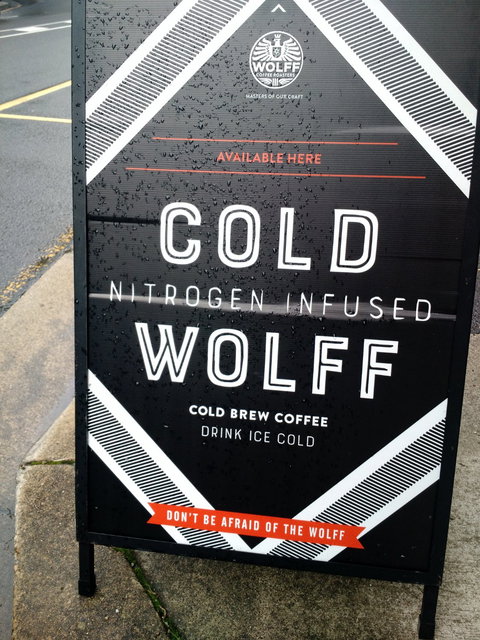 WOLFF
COFFEE ROASTERS
MASTERS OF OUR CRAFT
AVAILABLE HERE
COLD
NITROGEN INFUSED
WOLFF
COLD BREW COFFEE
DRINK ICE COLD
DON'T BE AFRAID OF THE WOLFF